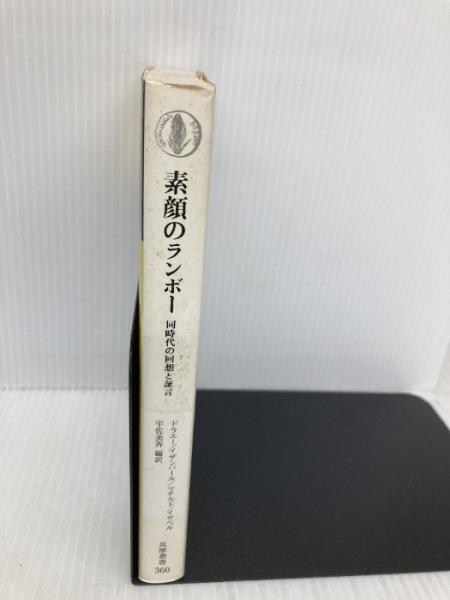 素顔のランボー
同時代の回想と証言
ドラエー/イザンバール/マチルド/イザベル
宇佐美斉 編訳
筑摩叢書
360